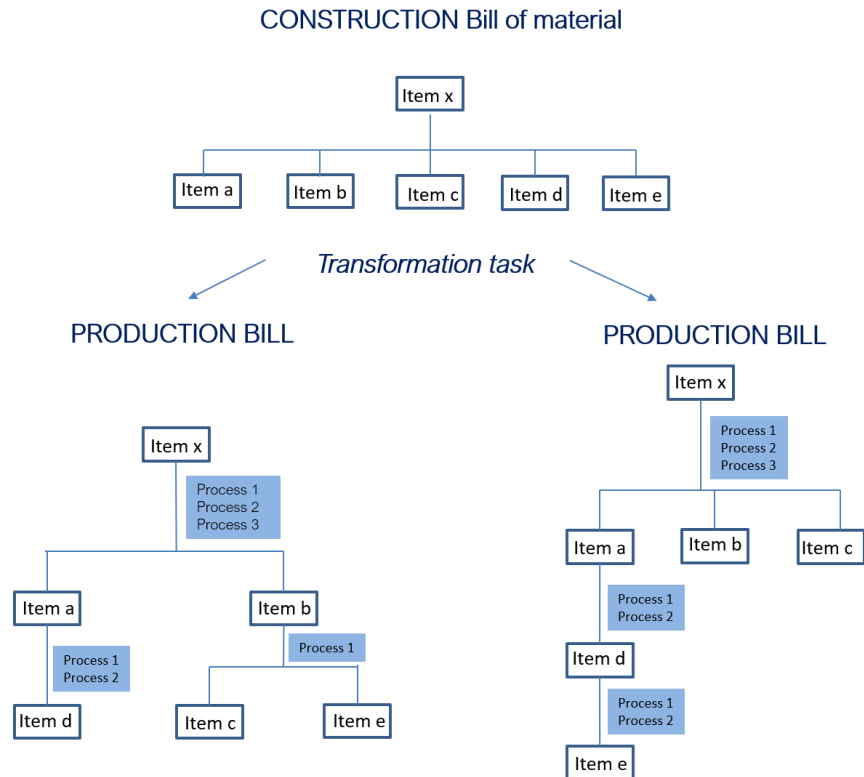 CONSTRUCTION Bill of material
Item x
Item a
Item b
Item c
Item d
Item e
Transformation task
PRODUCTION BILL
Item x
Process 1
Process 2
Process 3
Item a
Item b
Process 1
Process 2
Process 1
Item d
Item c
Item e
PRODUCTION BILL
Item x
Process 1
Process 2
Process 3
Item a
Item b
Item c
Process 1
Process 2
Item d
Process 1
Process 2
Item e